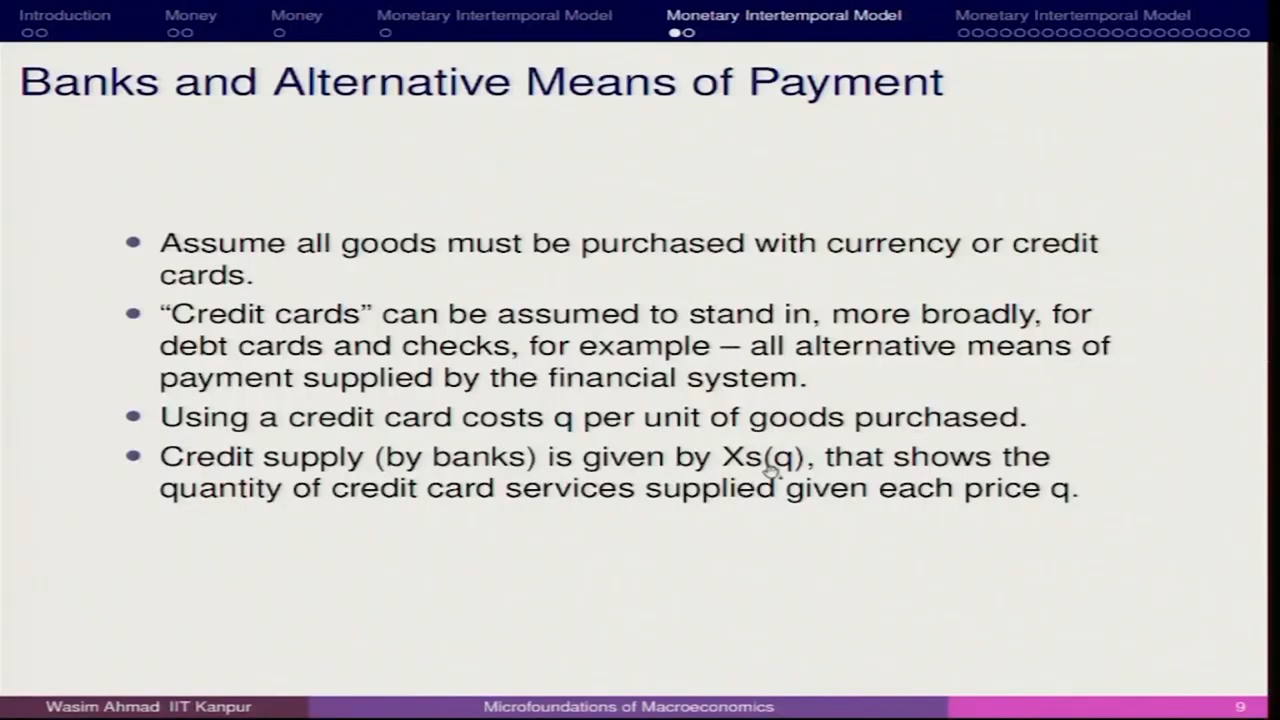 Introduction Money Money Monetary Intertemporal Model Monetary Intertemporal Model Monetary Intertemporal Model
Banks and Alternative Means of Payment
• Assume all goods must be purchased with currency or credit
cards.
• “Credit cards” can be assumed to stand in, more broadly, for
debt cards and checks, for example – all alternative means of
payment supplied by the financial system.
• Using a credit card costs q per unit of goods purchased.
• Credit supply (by banks) is given by Xs(q), that shows the
quantity of credit card services supplied given each price q.
Wasim Ahmad IIT Kanpur Microfoundations of Macroeconomics 9